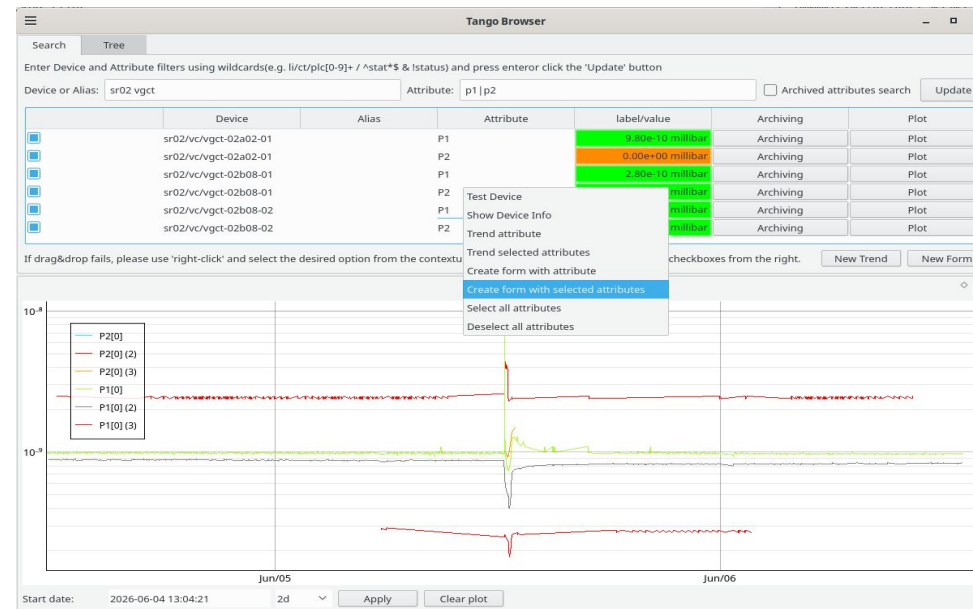 Tango Browser
Search Tree
Enter Device and Attribute filters using wildcards(e.g. li/ct/plc[0-9]+ / ^stat*$ & !status) and press enteror click the 'Update' button
Device or Alias: sr02 vgct Attribute: p1|p2 Archived attributes search Update
Device Alias Attribute label/value Archiving Plot
sr02/vc/vgct-02a02-01 P1 9.80e-10 millibar Archiving Plot
sr02/vc/vgct-02a02-01 P2 0.00e+00 millibar Archiving Plot
sr02/vc/vgct-02b08-01 P1 2.80e-10 millibar Archiving Plot
sr02/vc/vgct-02b08-01 P2 millibar Archiving Plot
sr02/vc/vgct-02b08-02 P1 millibar Archiving Plot
sr02/vc/vgct-02b08-02 P2 millibar Archiving Plot
Test Device
Show Device Info
Trend attribute
Trend selected attributes
Create form with attribute
Create form with selected attributes
Select all attributes
Deselect all attributes
If drag&drop fails, please use 'right-click' and select the desired option from the contextu checkboxes from the right. New Trend New Form
10-8
P2[0]
P2[0] (2)
P2[0] (3)
P1[0]
P1[0] (2)
P1[0] (3)
10-9
Jun/05 Jun/06
Start date: 2026-06-04 13:04:21 2d Apply Clear plot